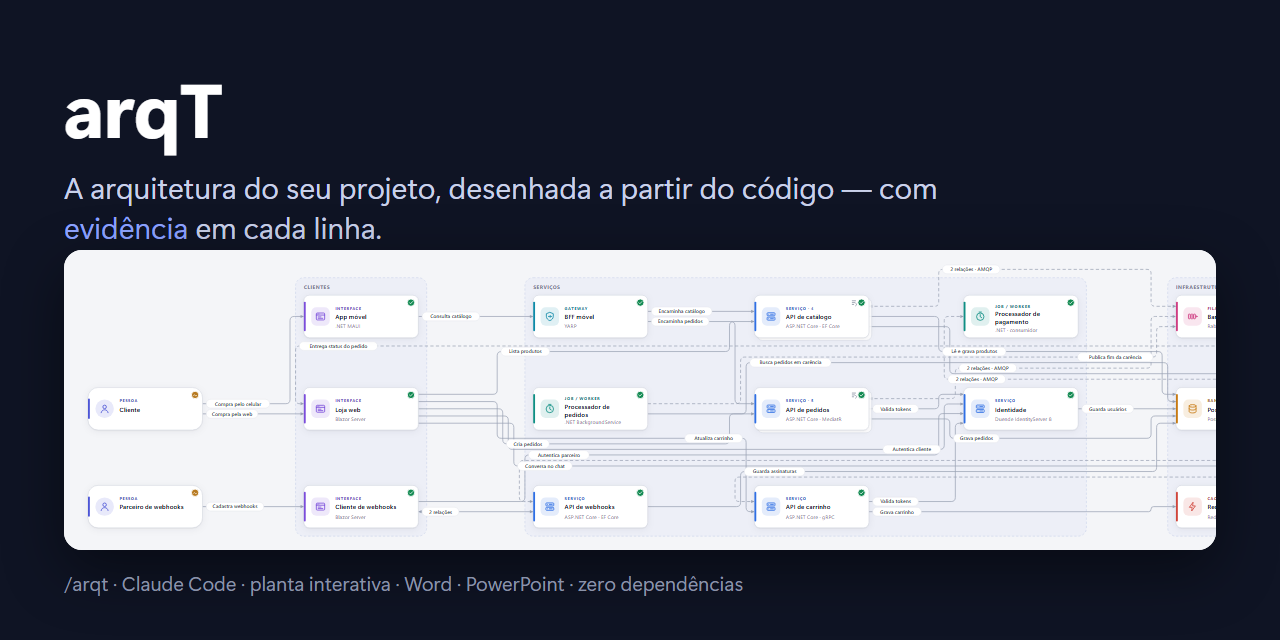 arqT
A arquitetura do seu projeto, desenhada a partir do código — com
evidência em cada linha.
2 relações · AMQP
CLIENTES
SERVIÇOS
INTERFACE
App móvel
.NET MAUI
Consulta catálogo
GATEWAY
BFF móvel
YARP
Encaminha catálogo
Encaminha pedidos
API de catálogo
ASP.NET Core · EF Core
JOB / WORKER
Processador de
pagamento
.NET · consumidor
Entrega status do pedido
Lista produtos
Lê e grava produtos
Publica fim da carência
Busca pedidos em carência
2 relações · AMQP
2 relações · AMQP
PESSOA
Cliente
Compra pelo celular
Compra pela web
INTERFACE
Loja web
Blazor Server
JOB / WORKER
Processador de
pedidos
.NET BackgroundService
API de pedidos
ASP.NET Core · MediatR
Valida tokens
SERVIÇO
Identidade
Duende IdentityServer
Guarda usuários
Atualiza carrinho
Grava pedidos
Cria pedidos
Autentica cliente
Autentica parceiro
Conversa no chat
Guarda assinaturas
PESSOA
Parceiro de webhooks
Cadastra webhooks
INTERFACE
Cliente de webhooks
Blazor Server
2 relações
SERVIÇO
API de webhooks
ASP.NET Core · EF Core
SERVIÇO
API de carrinho
ASP.NET Core · gRPC
Valida tokens
Grava carrinho
/arqt · Claude Code · planta interativa · Word · PowerPoint · zero dependências